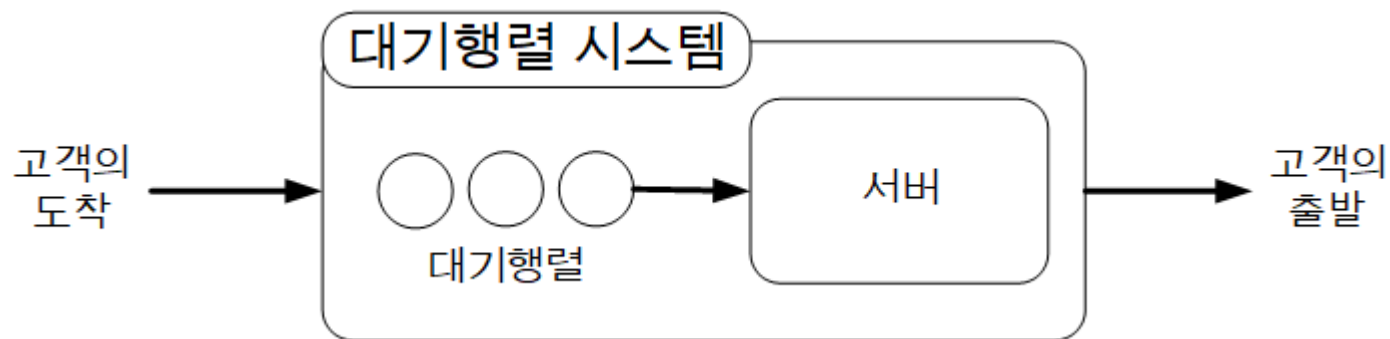 대기행렬 시스템
고객의
도착
대기행렬
서버
고객의
출발